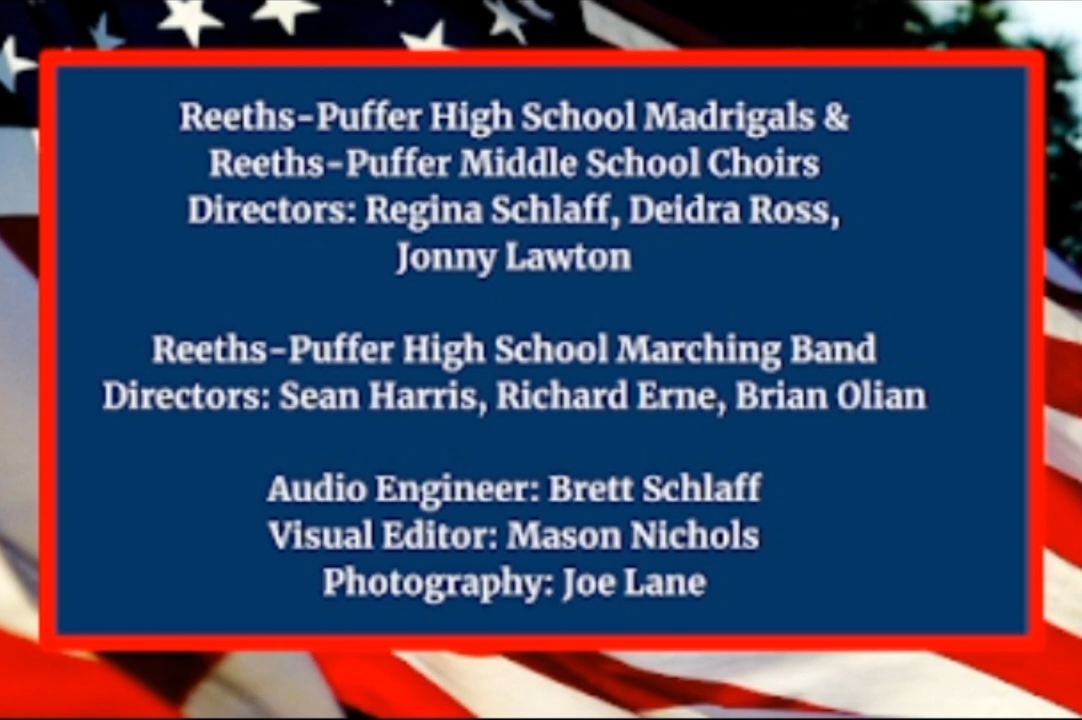 Reeths-Puffer High School Madrigals &
Reeths-Puffer Middle School Choirs
Directors: Regina Schlaff, Deidra Ross,
Jonny Lawton
Reeths-Puffer High School Marching Band
Directors: Sean Harris, Richard Erne, Brian Olian
Audio Engineer: Brett Schlaff
Visual Editor: Mason Nichols
Photography: Joe Lane